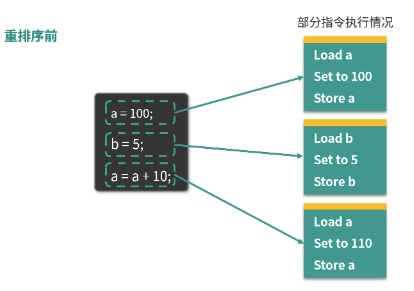 重排序前
部分指令执行情况
a = 100;
b = 5;
a = a + 10;
Load a
Set to 100
Store a
Load b
Set to 5
Store b
Load a
Set to 110
Store a